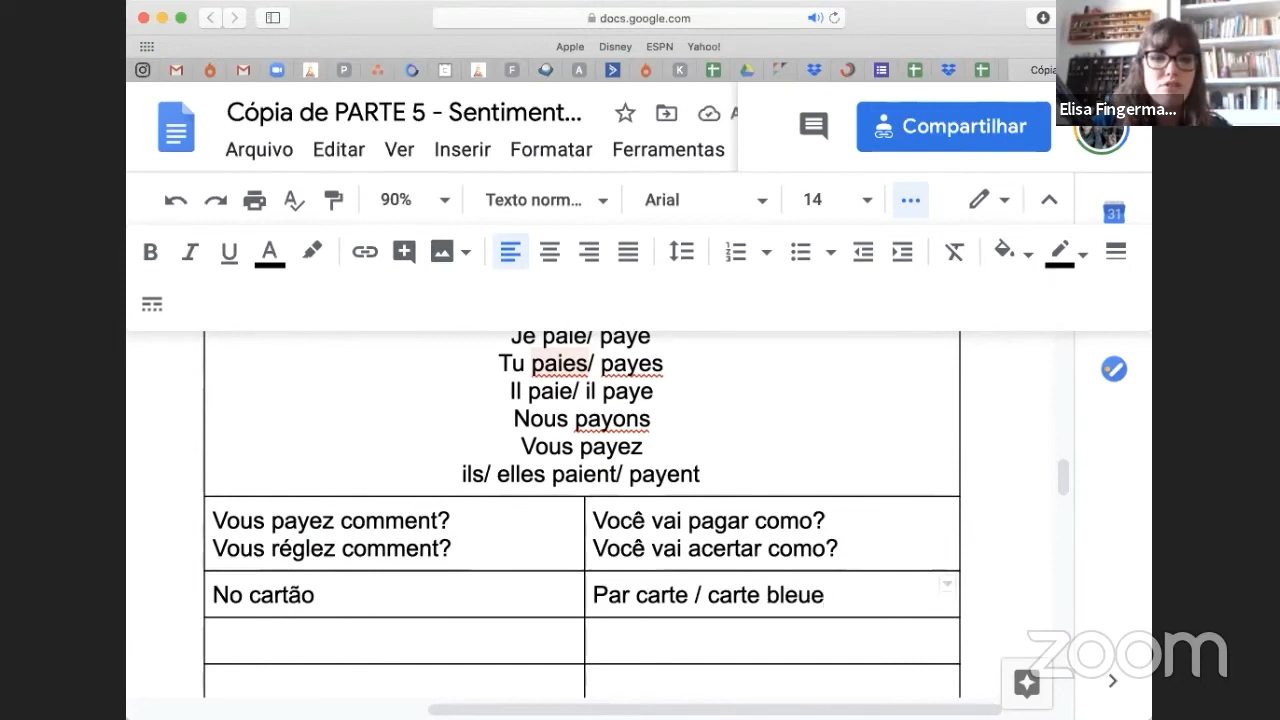 docs.google.com
Apple Disney ESPN Yahoo!
Cópia
Elisa Fingerma...
Cópia de PARTE 5 - Sentiment...
Compartilhar
Arquivo Editar Ver Inserir Formatar Ferramentas
90% Texto norm... Arial 14
31
Je paie/ paye
Tu paies/ payes
Il paie/ il paye
Nous payons
Vous payez
ils/ elles paient/ payent
Vous payez comment?
Vous réglez comment?
Você vai pagar como?
Você vai acertar como?
No cartão
Par carte / carte bleue
zoom